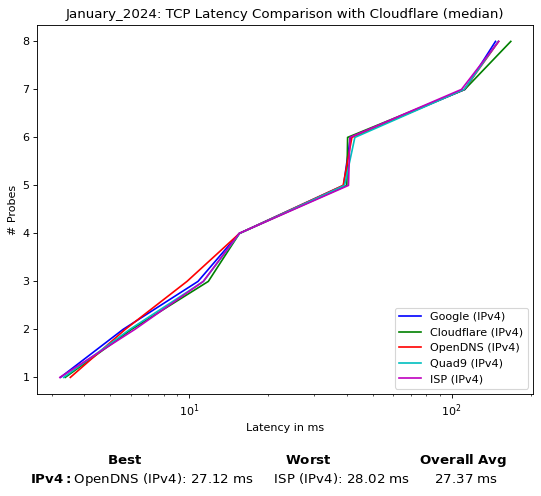 January_2024: TCP Latency Comparison with Cloudflare (median)
8
7
6
5
4
3
2
1
# Probes
Google (IPv4)
Cloudflare (IPv4)
OpenDNS (IPv4)
Quad9 (IPv4)
ISP (IPv4)
10¹ 10²
Latency in ms
Best Worst Overall Avg
IPv4: OpenDNS (IPv4): 27.12 ms ISP (IPv4): 28.02 ms 27.37 ms